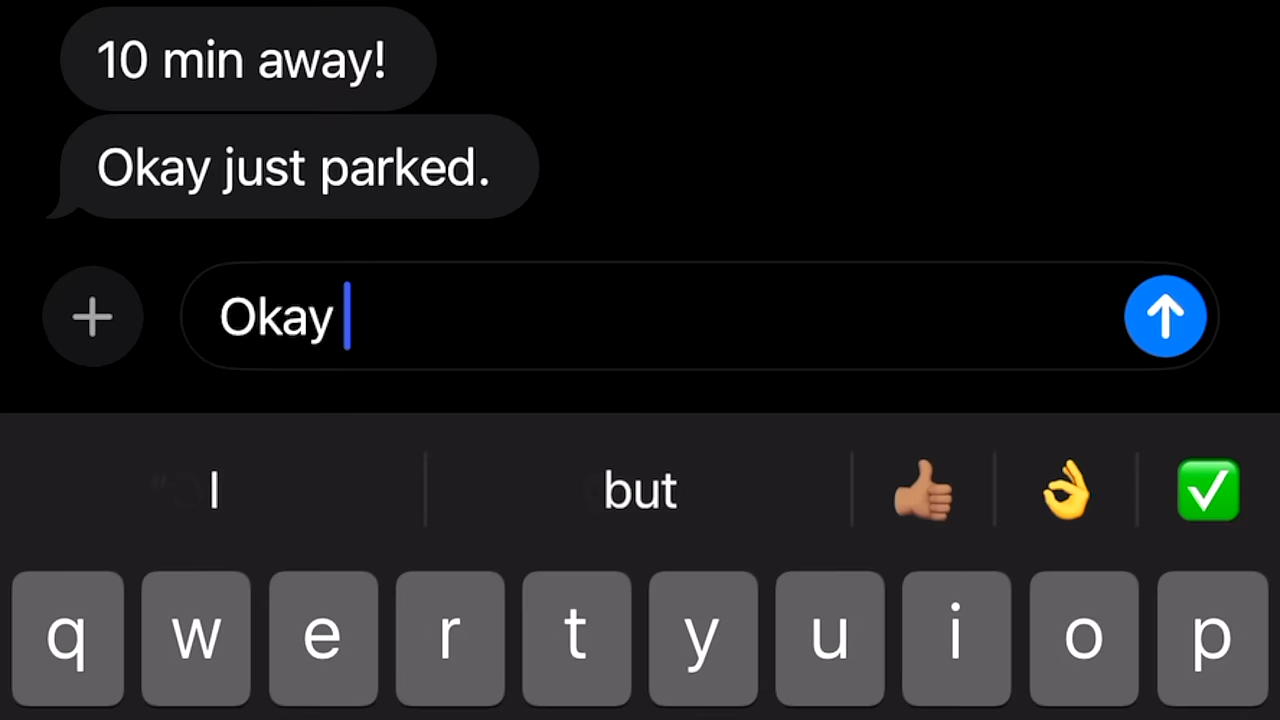 10 min away!
Okay just parked.
Okay
I but
q w e r t y u i o p